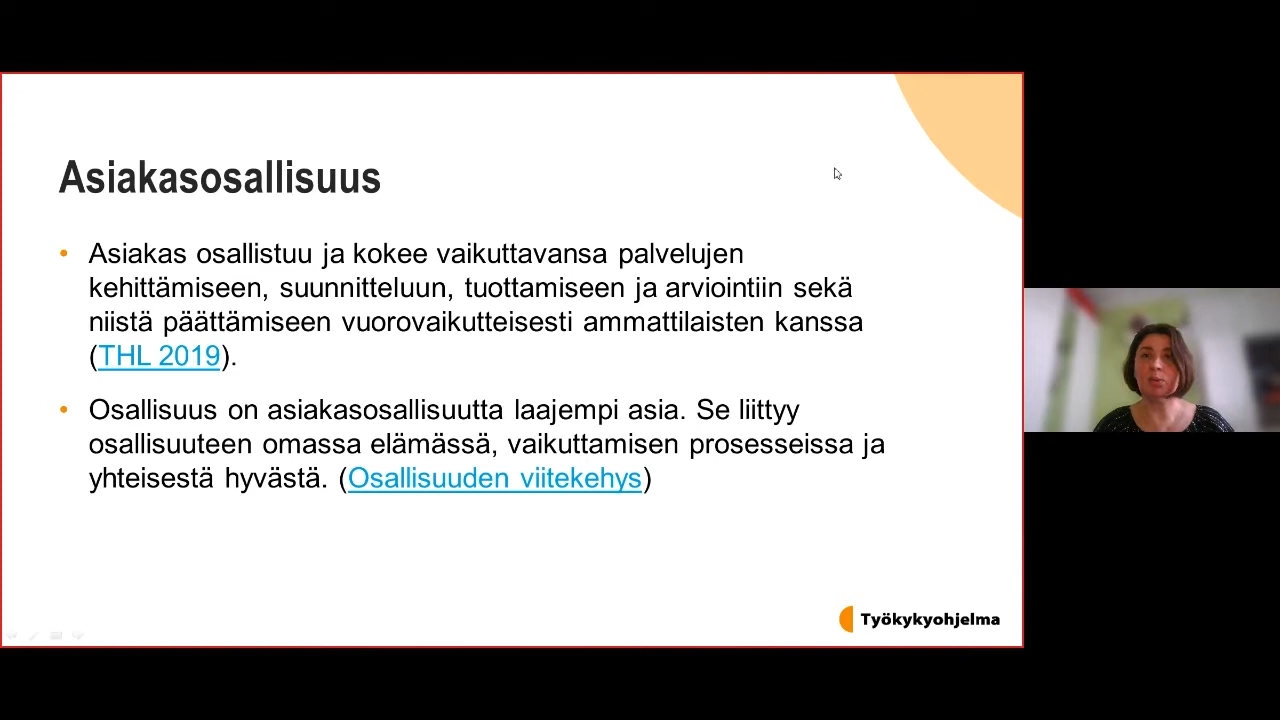 Asiakasosallisuus
• Asiakas osallistuu ja kokee vaikuttavansa palvelujen
kehittämiseen, suunnitteluun, tuottamiseen ja arviointiin sekä
niistä päättämiseen vuorovaikutteisesti ammattilaisten kanssa
(THL 2019).
• Osallisuus on asiakasosallisuutta laajempi asia. Se liittyy
osallisuuteen omassa elämässä, vaikuttamisen prosesseissa ja
yhteisestä hyvästä. (Osallisuuden viitekehys)
Työkykyohjelma